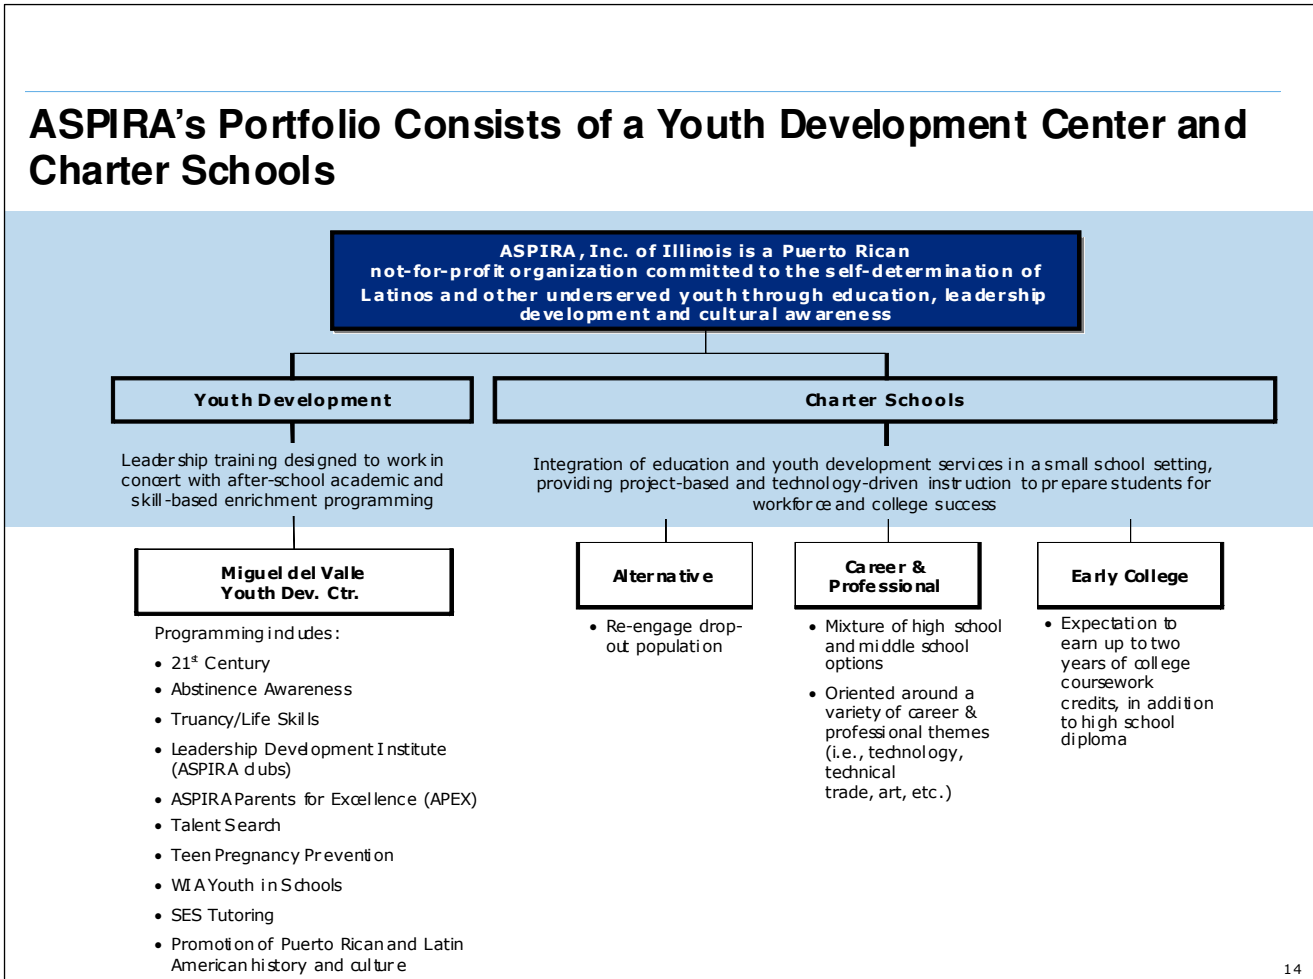 ASPIRA's Portfolio Consists of a Youth Development Center and
Charter Schools
ASPIRA, Inc. of Illinois is a Puerto Rican
not-for-profit organization committed to the self-determination of
Latinos and other underserved youth through education, leadership
development and cultural awareness
Youth Development
Leadership training designed to work in
concert with after-school academic and
skill-based enrichment programming
Miguel del Valle
Youth Dev. Ctr.
Programming includes:
• 21st Century
• Abstinence Awareness
• Truancy/Life Skills
• Leadership Development Institute
(ASPIRA clubs)
• ASPIRA Parents for Excellence (APEX)
• Talent Search
• Teen Pregnancy Prevention
• WIA Youth in Schools
• SES Tutoring
• Promotion of Puerto Rican and Latin
American history and culture
Charter Schools
Integration of education and youth development services in a small school setting,
providing project-based and technology-driven instruction to prepare students for
workforce and college success
Alternative
• Re-engage drop-
out population
Career &
Professional
• Mixture of high school
and middle school
options
• Oriented around a
variety of career &
professional themes
(i.e., technology,
technical
trade, art, etc.)
Early College
• Expectation to
earn up to two
years of college
coursework
credits, in addition
to high school
diploma
14